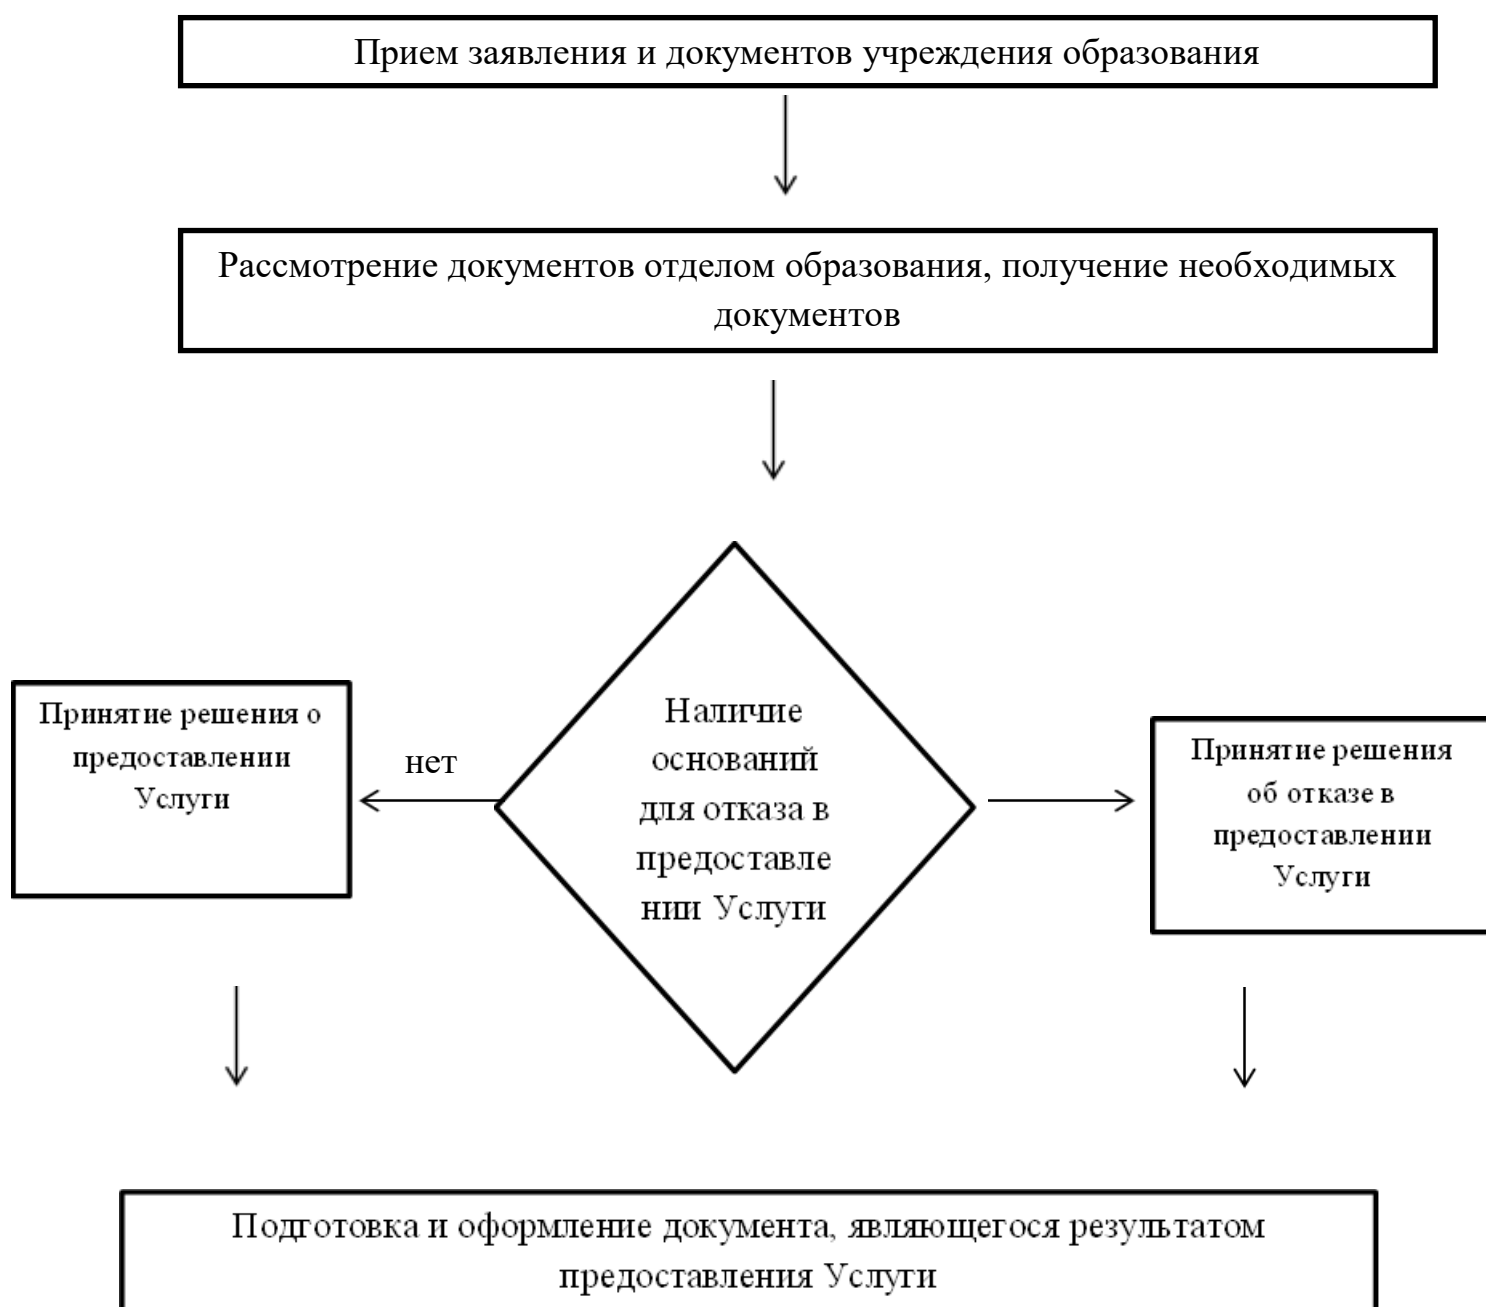 Прием заявления и документов учреждения образования
Рассмотрение документов отделом образования, получение необходимых
документов
Принятие решения о
предоставлении
Услуги
нет
Наличие
оснований
для отказа в
предоставле
нии Услуги
Принятие решения
об отказе в
предоставлении
Услуги
Подготовка и оформление документа, являющегося результатом
предоставления Услуги